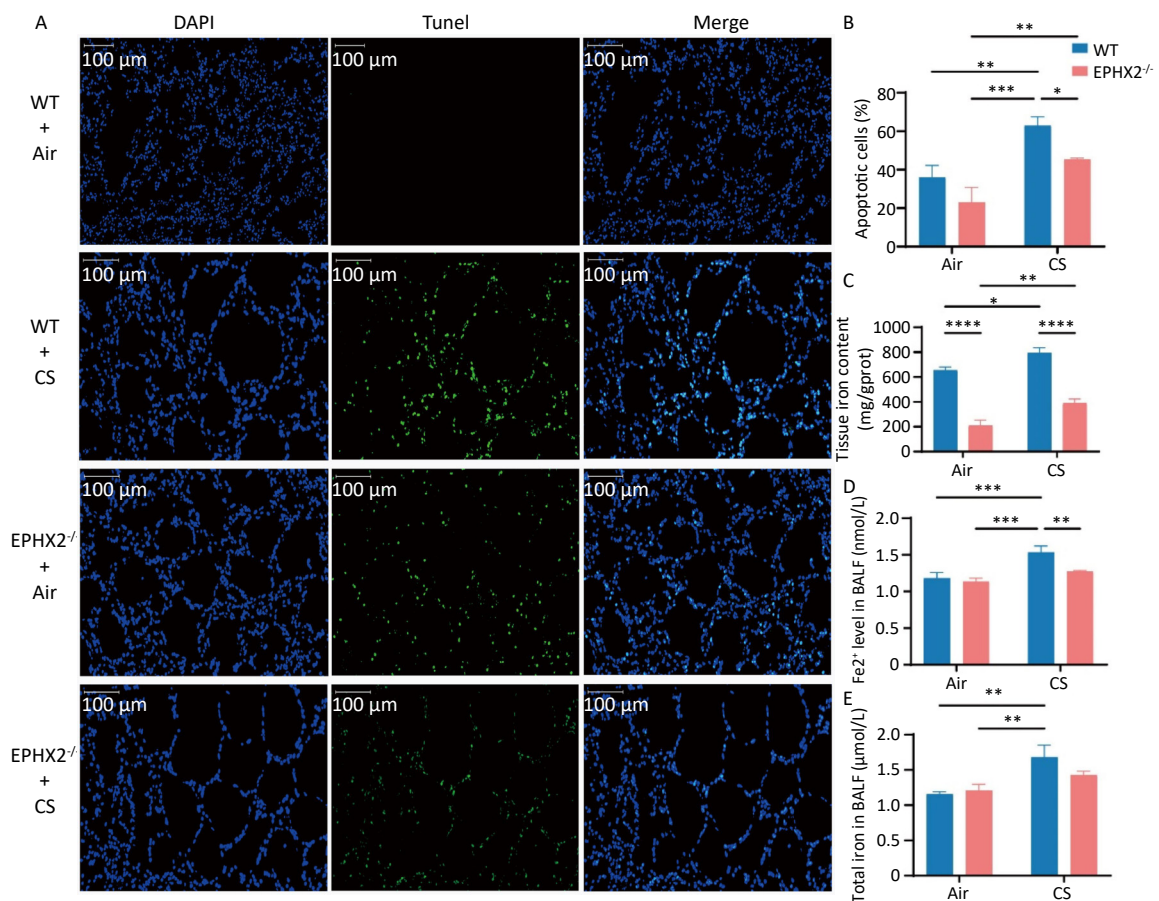 A
DAPI
Tunel
Merge
WT
+
Air
100 µm
100 µm
100 µm
WT
+
CS
100 µm
100 µm
100 µm
EPHX2-/-
+
Air
100 µm
100 µm
100 µm
EPHX2-/-
+
CS
100 µm
100 µm
100 µm
B
WT
EPHX2-/-
**
**
***
*
Apoptotic cells (%)
80
60
40
20
0
Air
CS
C
**
*
****
****
Tissue iron content
(mg/gprot)
1000
800
600
400
200
0
Air
CS
D
***
***
**
Fe2⁺ level in BALF (nmol/L)
2.0
1.5
1.0
0.5
0
Air
CS
E
**
**
Total iron in BALF (µmol/L)
2.0
1.5
1.0
0.5
0
Air
CS